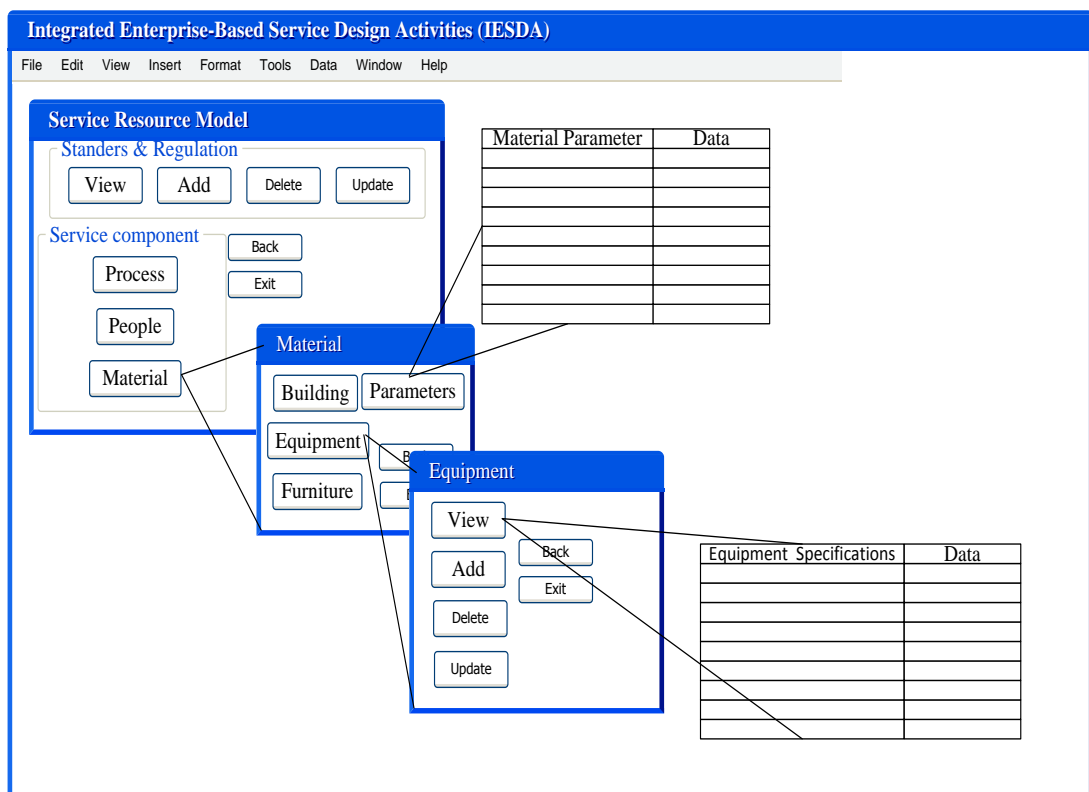 Integrated Enterprise-Based Service Design Activities (IESDA)
File Edit View Insert Format Tools Data Window Help
Service Resource Model
Standers & Regulation
View Add Delete Update
Service component
Back
Process
Exit
People
Material
Material Parameter Data
Material
Building Parameters
Equipment
Furniture
Equipment
View
Back
Add
Exit
Delete
Update
Equipment Specifications Data